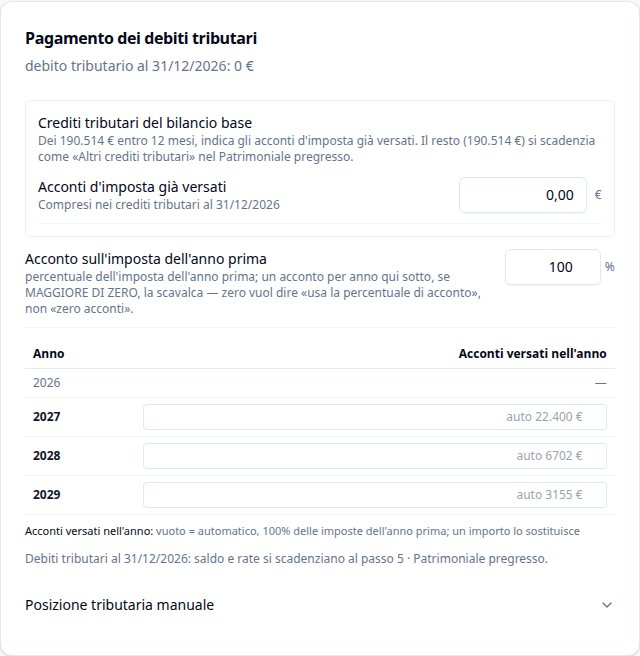 Pagamento dei debiti tributari
debito tributario al 31/12/2026: 0 €
Crediti tributari del bilancio base
Dei 190.514 € entro 12 mesi, indica gli acconti d'imposta già versati. Il resto (190.514 €) si scadenzia
come «Altri crediti tributari» nel Patrimoniale pregresso.
Acconti d'imposta già versati
Compresi nei crediti tributari al 31/12/2026
0,00 €
Acconto sull'imposta dell'anno prima
percentuale dell'imposta dell'anno prima; un acconto per anno qui sotto, se
MAGGIORE DI ZERO, la scavalca — zero vuol dire «usa la percentuale di acconto»,
non «zero acconti».
100 %
Anno Acconti versati nell'anno
2026 —
2027 auto 22.400 €
2028 auto 6702 €
2029 auto 3155 €
Acconti versati nell'anno: vuoto = automatico, 100% delle imposte dell'anno prima; un importo lo sostituisce
Debiti tributari al 31/12/2026: saldo e rate si scadenziano al passo 5 · Patrimoniale pregresso.
Posizione tributaria manuale